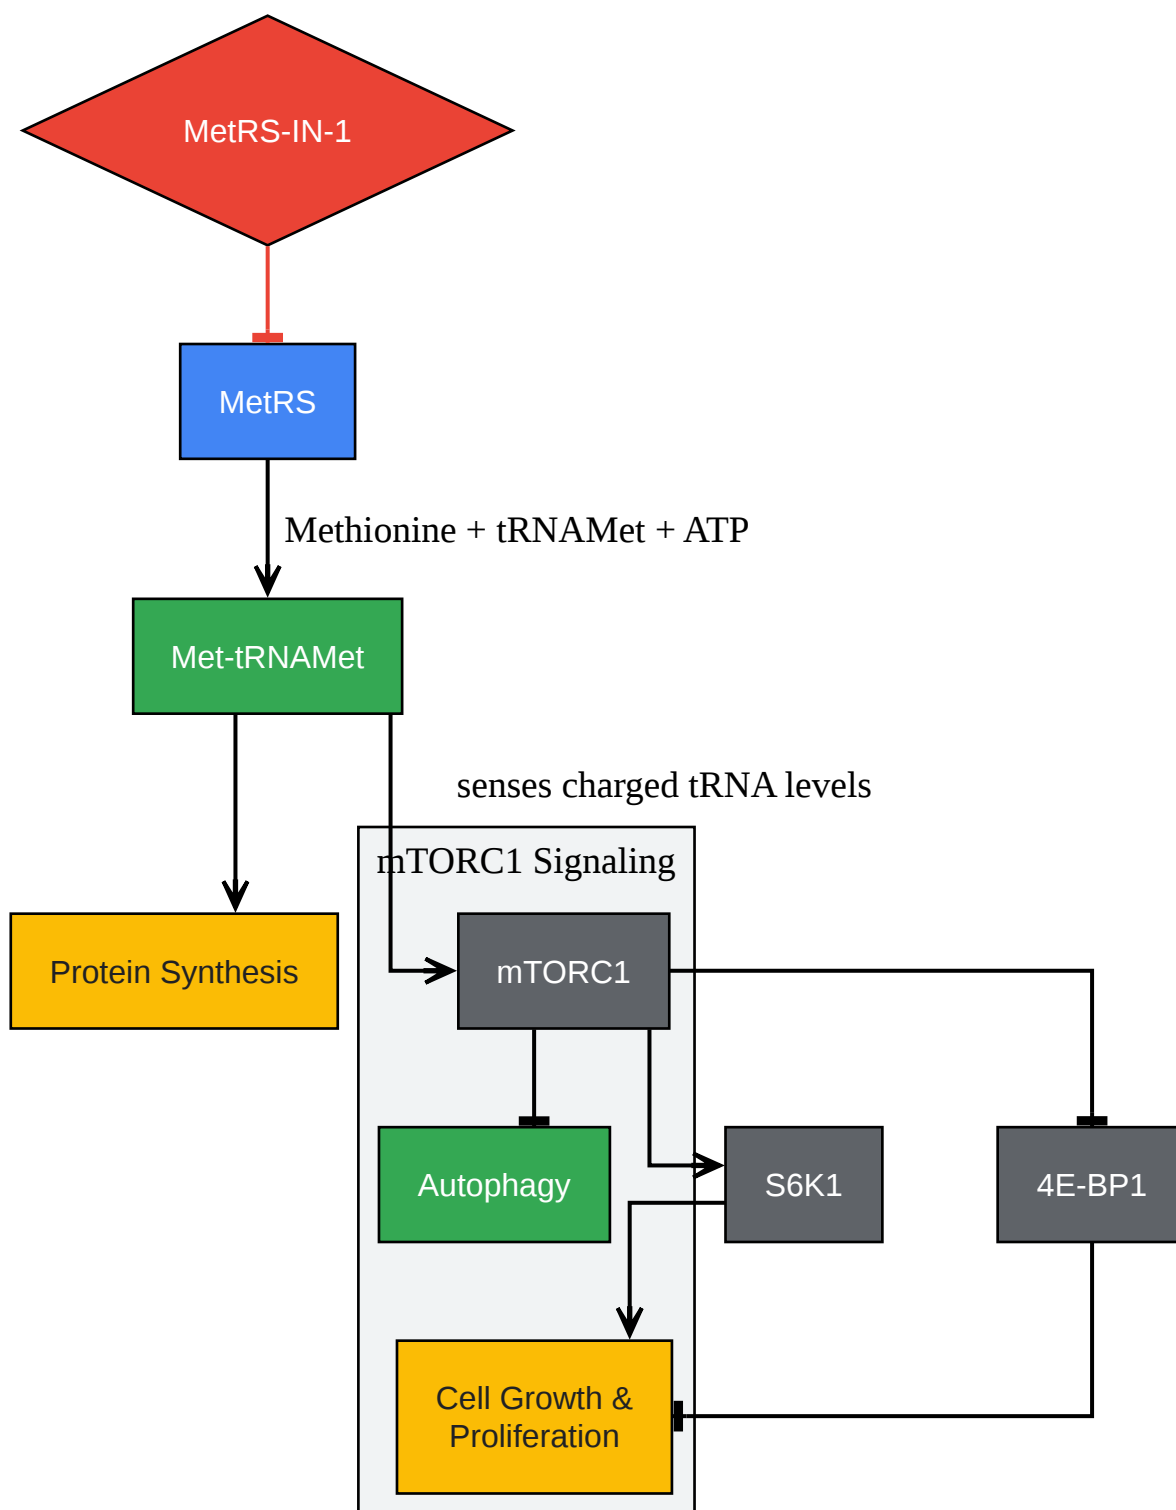 MetRS-IN-1
MetRS
Methionine + tRNAMet + ATP
Met-tRNAMet
senses charged tRNA levels
mTORC1 Signaling
Protein Synthesis
mTORC1
Autophagy
S6K1
4E-BP1
Cell Growth &
Proliferation